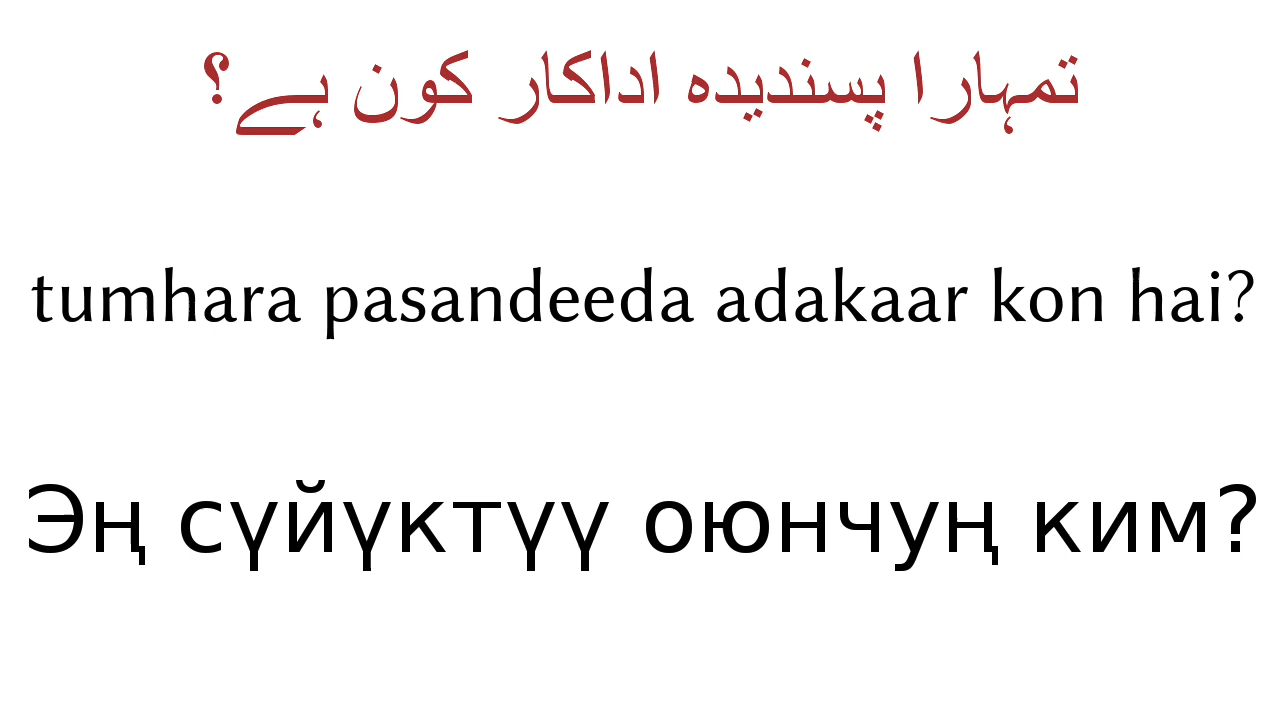 تمہارا پسندیدہ اداکار کون ہے؟
tumhara pasandeeda adakaar kon hai?
Эң сүйүктүү оюнчуң ким?